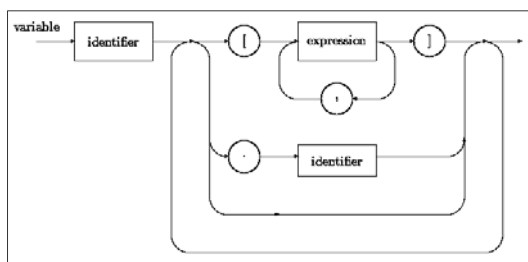 variable
identifier
[
expression
]
,
.
identifier